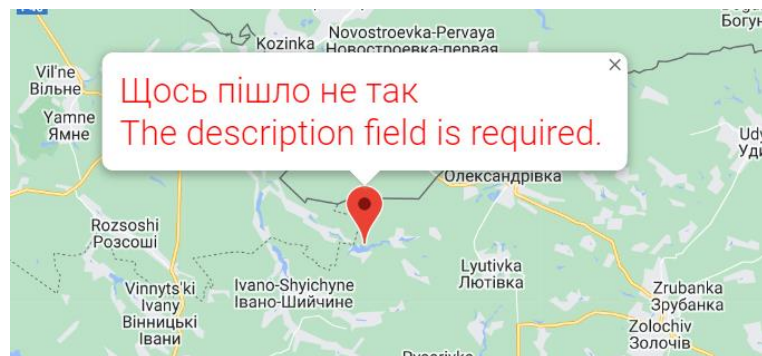 Kozinka
Novostroevka-Pervaya
Новостроевка-первая
Vil'ne
Вільне
Yamne
Ямне
×
Щось пішло не так
The description field is required.
Олександрівка
Rozsoshi
Розсоші
Vinnyts'ki
Ivany
Вінницькі
Івани
Ivano-Shyichyne
Івано-Шийчине
Lyutivka
Лютівка
Zrubanka
Зрубанка
Zolochiv
Золочів